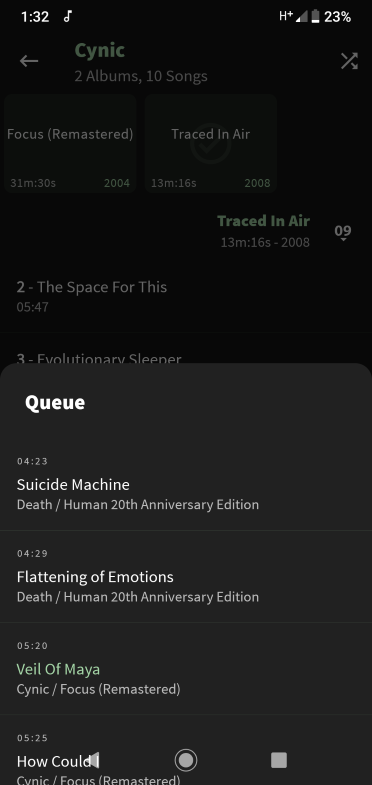 1:32 H+ 23%
Cynic
2 Albums, 10 Songs
Focus (Remastered) Traced In Air
31m:30s 2004 13m:16s 2008
Traced In Air 09
13m:16s - 2008
2 - The Space For This
05:47
3 - Evolutionary Sleeper
Queue
04:23
Suicide Machine
Death / Human 20th Anniversary Edition
04:29
Flattening of Emotions
Death / Human 20th Anniversary Edition
05:20
Veil Of Maya
Cynic / Focus (Remastered)
05:25
How Could I
Cynic / Focus (Remastered)